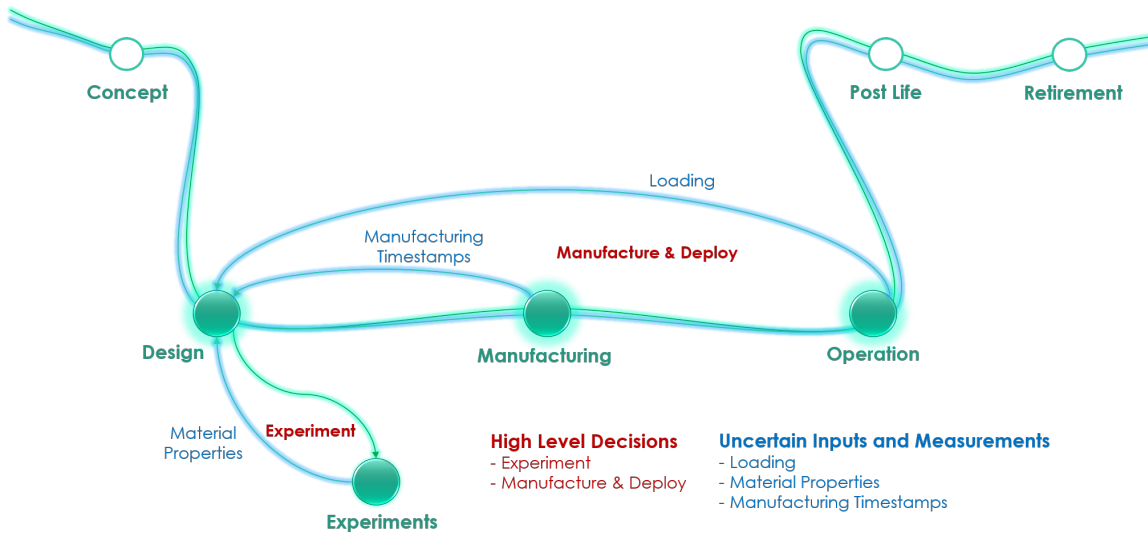 Concept
Post Life
Retirement
Loading
Manufacturing
Timestamps
Manufacture & Deploy
Design
Manufacturing
Operation
Material
Properties
Experiment
Experiments
High Level Decisions
- Experiment
- Manufacture & Deploy
Uncertain Inputs and Measurements
- Loading
- Material Properties
- Manufacturing Timestamps